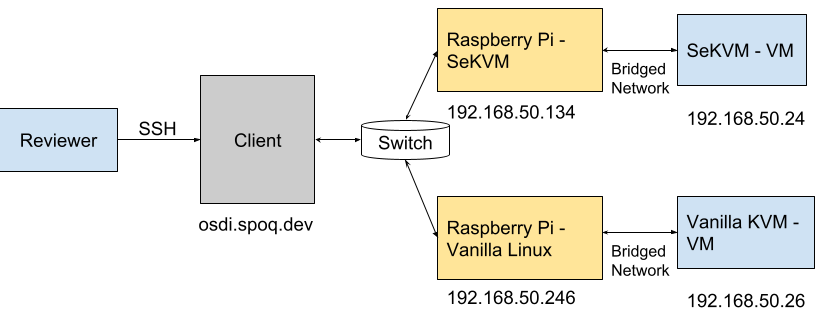 Reviewer
SSH
Client
osdi.spoq.dev
Switch
Raspberry Pi -
SeKVM
192.168.50.134
Bridged
Network
SeKVM - VM
192.168.50.24
Raspberry Pi -
Vanilla Linux
192.168.50.246
Bridged
Network
Vanilla KVM -
VM
192.168.50.26